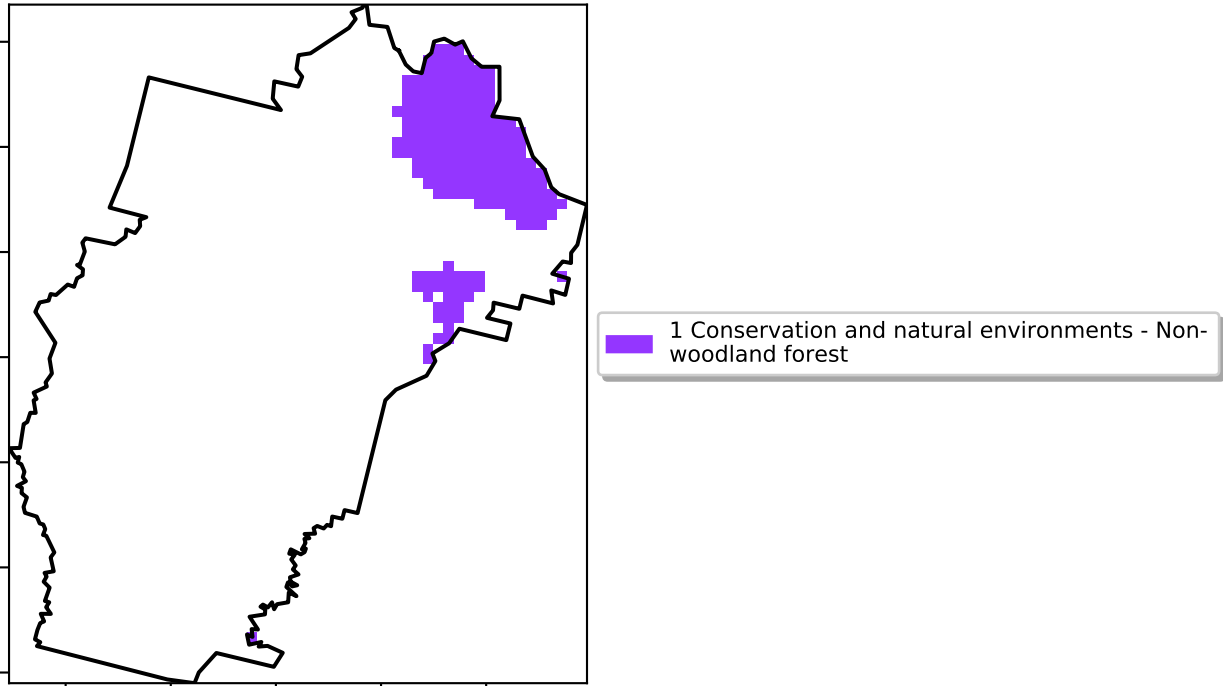 1 Conservation and natural environments - Non-
woodland forest